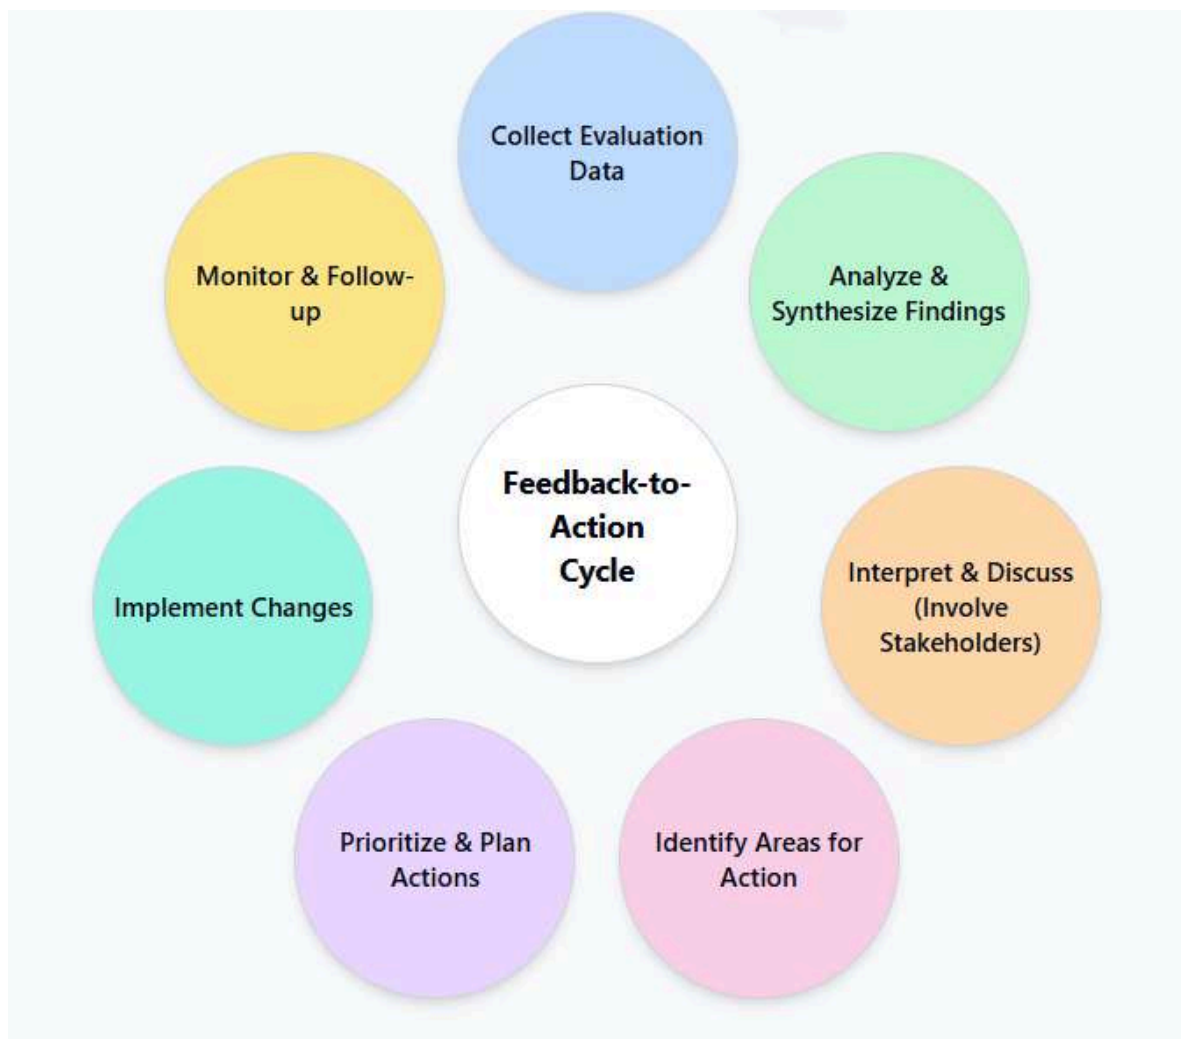 Collect Evaluation
Data
Analyze &
Synthesize Findings
Interpret & Discuss
(Involve
Stakeholders)
Identify Areas for
Action
Prioritize & Plan
Actions
Implement Changes
Monitor & Follow-
up
Feedback-to-
Action
Cycle